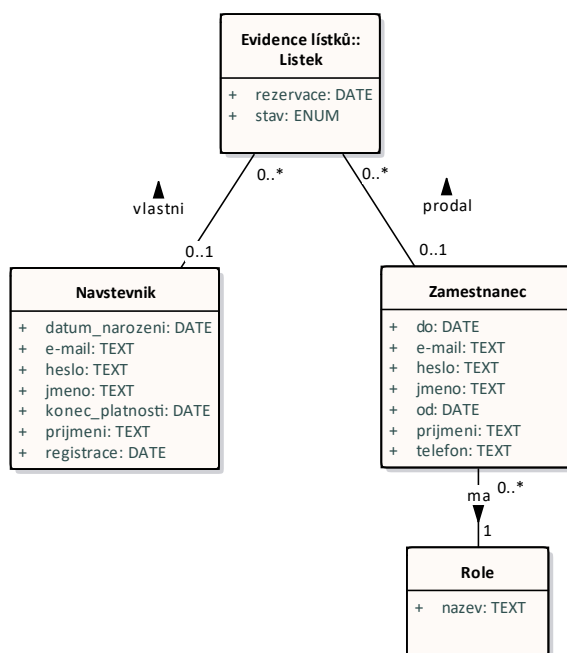 Evidence lístků::
Listek
+ rezervace: DATE
+ stav: ENUM
0..*
0..*
vlastni
prodal
0..1
0..1
Navstevnik
+ datum_narozeni: DATE
+ e-mail: TEXT
+ heslo: TEXT
+ jmeno: TEXT
+ konec_platnosti: DATE
+ prijmeni: TEXT
+ registrace: DATE
Zamestnanec
+ do: DATE
+ e-mail: TEXT
+ heslo: TEXT
+ jmeno: TEXT
+ od: DATE
+ prijmeni: TEXT
+ telefon: TEXT
ma
0..*
1
Role
+ nazev: TEXT